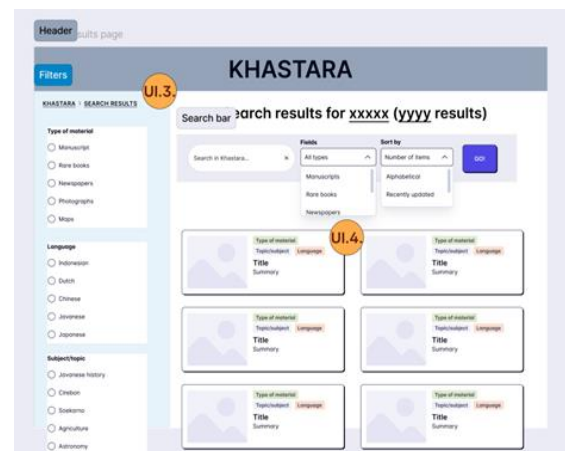 Header
sults page
KHASTARA
Filters
UI.3.
KHASTARA > SEARCH RESULTS
Search bar
earch results for xxxxx (yyyy results)
Type of material
Manuscript
Rare books
Newspapers
Photographs
Maps
Fields
Sort by
Search in Khastara...
×
All types
Number of items
GO!
Manuscripts
Rare books
Newspapery
Alphabetical
Recently updated
UI.4.
Language
Indonesian
Dutch
Chinese
Javanese
Japanese
Subject/topic
Javanese history
Cirebon
Soekarno
Agriculture
Astronomy
Type of material
Topic/subject Language
Title
Summary
Type of material
Topic/subject Language
Title
Summary
Type of material
Topic/subject Language
Title
Summary
Type of material
Topic/subject Language
Title
Summary
Type of material
Topic/subject Language
Title
Summary
Type of material
Topic/subject Language
Title
Summary